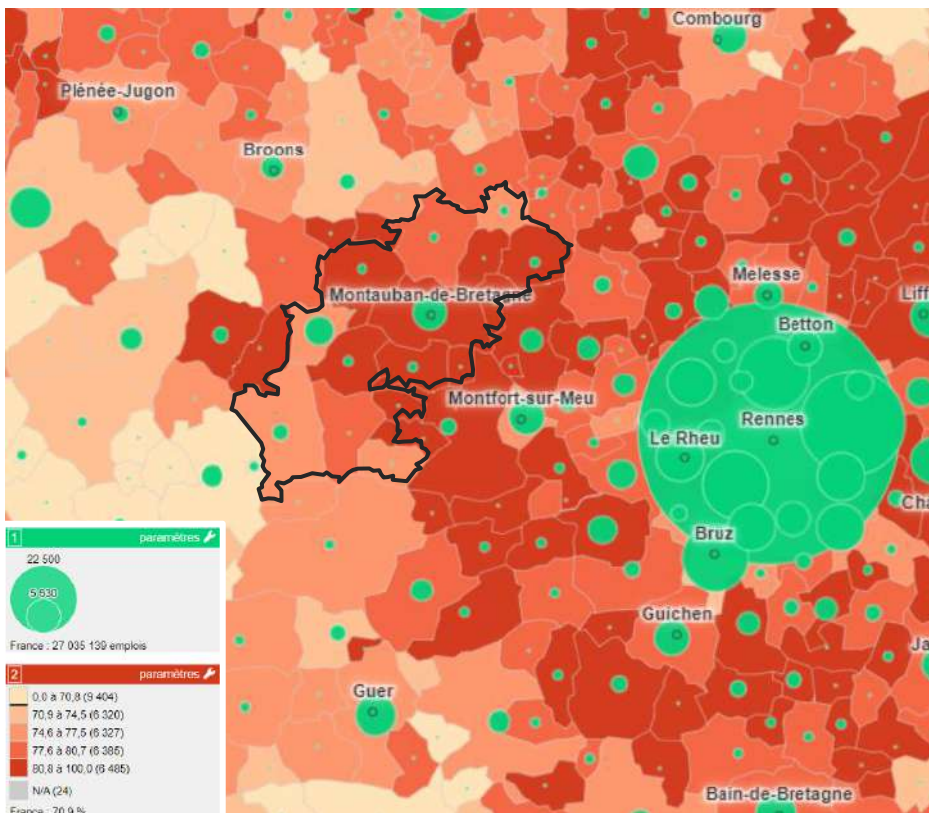 Combourg
Plénée-Jugon
Broons
Melesse
Montauban-de-Bretagne
Liff
Betton
Montfort-sur-Meu
Rennes
Le Rheu
Cha
Bruz
Guichen
Ja
Guer
Bain-de-Bretagne
1 paramètres
22 500
5 530
France : 27 035 139 emplois
2 paramètres
0,0 à 70,8 (9 404)
70,9 à 74,5 (6 320)
74,6 à 77,5 (6 327)
77,6 à 80,7 (6 385)
80,8 à 100,0 (6 485)
N/A (24)
France : 70,9 %